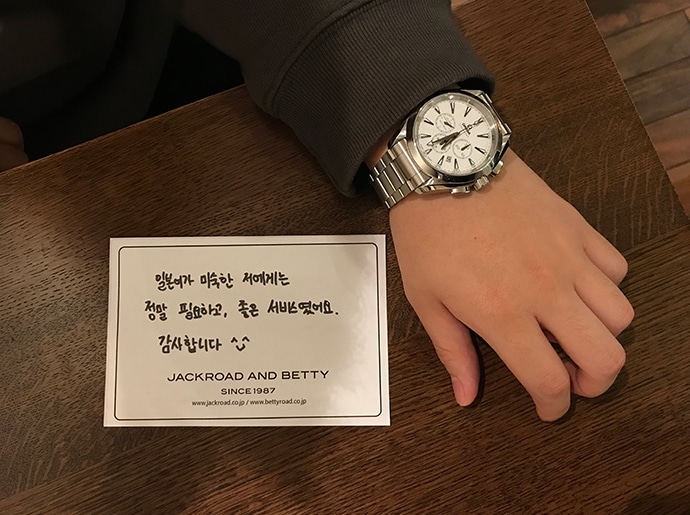 일본어가 미숙한 저에게는
정말 필요하고, 좋은 서비스였어요.
감사합니다 ^ᴗ^
JACKROAD AND BETTY
SINCE 1987
www.jackroad.co.jp / www.bettyroad.co.jp